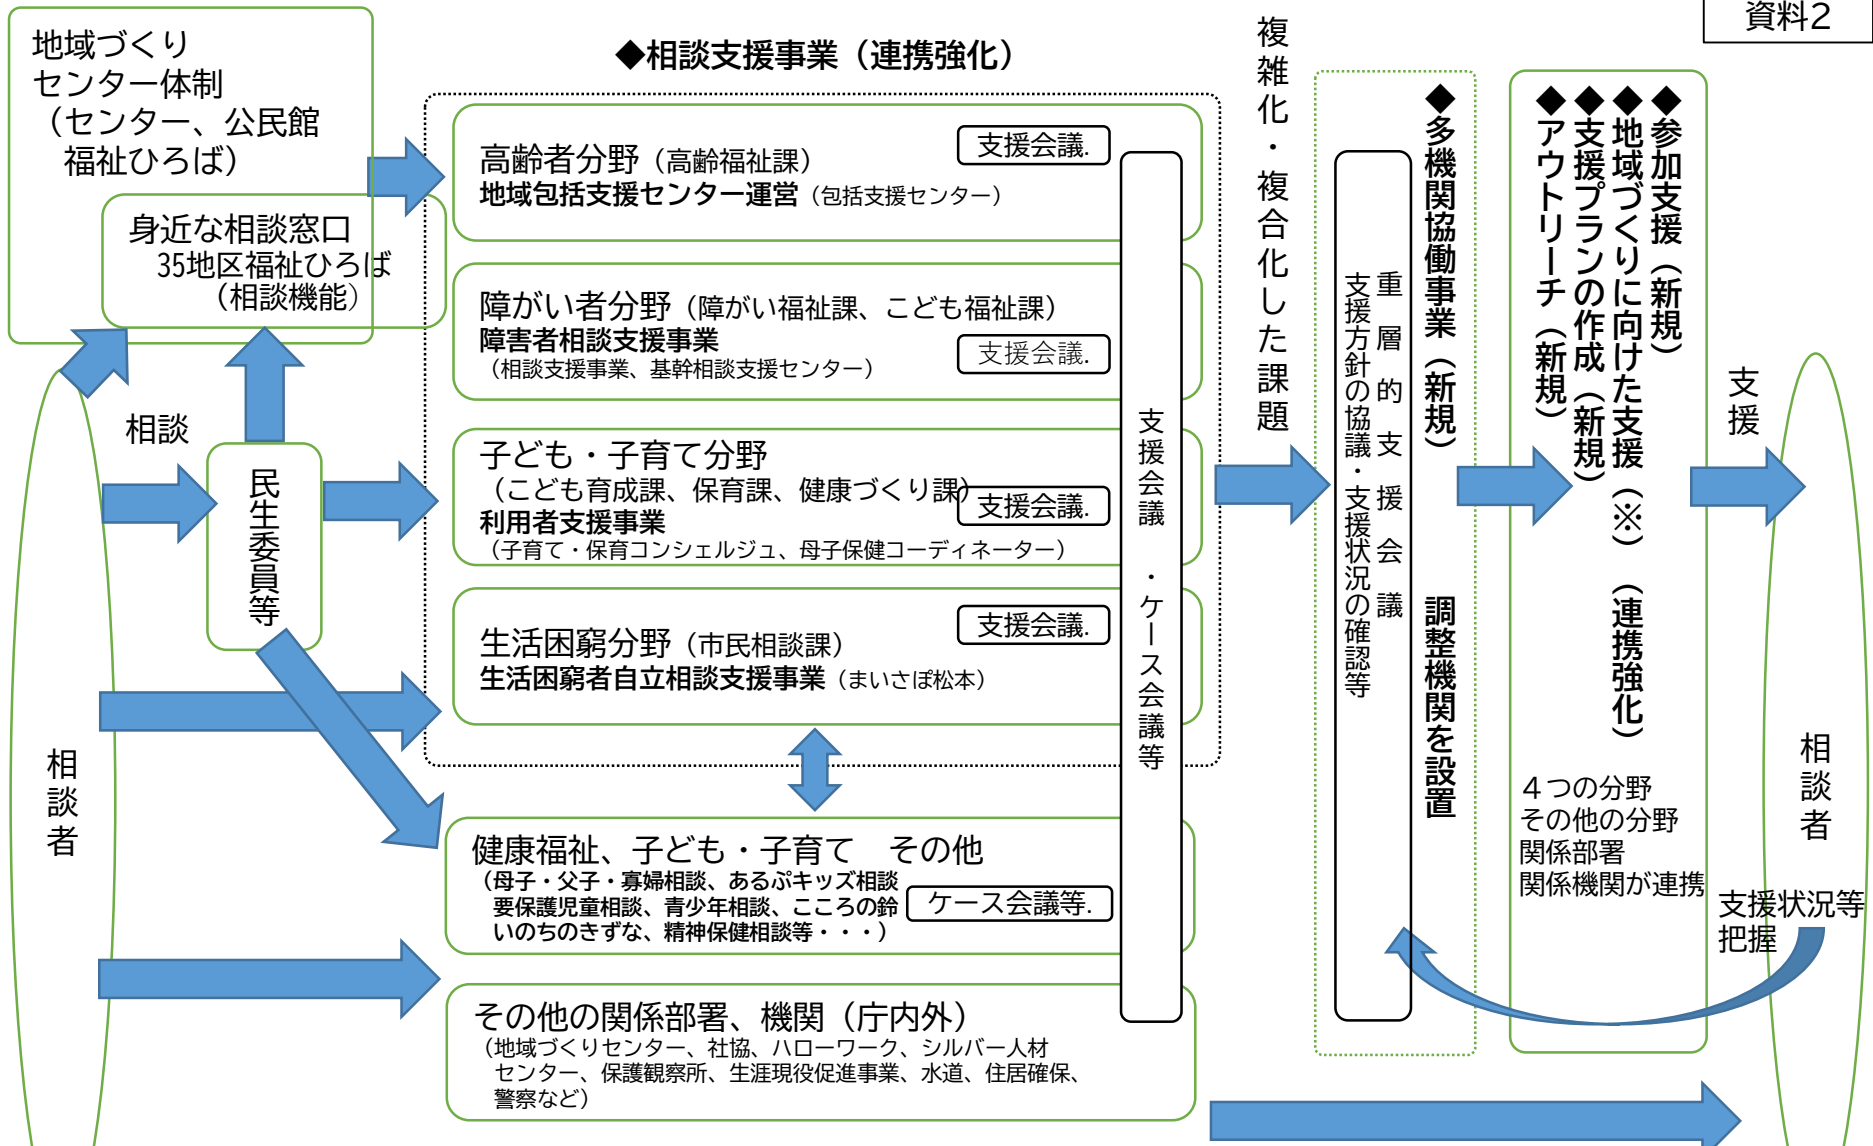 資料2
地域づくり
センター体制
（センター、公民館
福祉ひろば）
身近な相談窓口
35地区福祉ひろば
（相談機能）
相談
民生委員等
相談者
◆相談支援事業（連携強化）
高齢者分野（高齢福祉課）
地域包括支援センター運営（包括支援センター）
支援会議.
障がい者分野（障がい福祉課、こども福祉課）
障害者相談支援事業
（相談支援事業、基幹相談支援センター）
支援会議.
子ども・子育て分野
（こども育成課、保育課、健康づくり課）
利用者支援事業
（子育て・保育コンシェルジュ、母子保健コーディネーター）
支援会議.
生活困窮分野（市民相談課）
生活困窮者自立相談支援事業（まいさぽ松本）
支援会議.
支援会議・ケース会議等
健康福祉、子ども・子育て　その他
（母子・父子・寡婦相談、あるぷキッズ相談
要保護児童相談、青少年相談、こころの鈴
いのちのきずな、精神保健相談等・・・）
ケース会議等.
その他の関係部署、機関（庁内外）
（地域づくりセンター、社協、ハローワーク、シルバー人材
センター、保護観察所、生涯現役促進事業、水道、住居確保、
警察など）
複雑化・複合化した課題
◆多機関協働事業（新規）　調整機関を設置
重層的支援会議
支援方針の協議・支援状況の確認等
◆参加支援（新規）
◆地域づくりに向けた支援（※）（連携強化）
◆支援プランの作成（新規）
◆アウトリーチ（新規）
４つの分野
その他の分野
関係部署
関係機関が連携
支援
相談者
支援状況等
把握